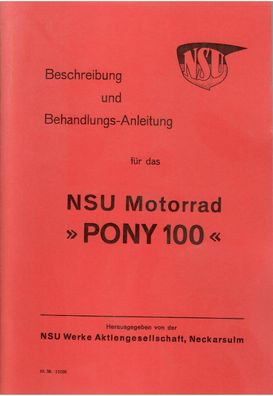 NSU
Beschreibung
und
Behandlungs-Anleitung
für das
NSU Motorrad
» PONY 100 «
Herausgegeben von der
NSU Werke Aktiengesellschaft, Neckarsulm